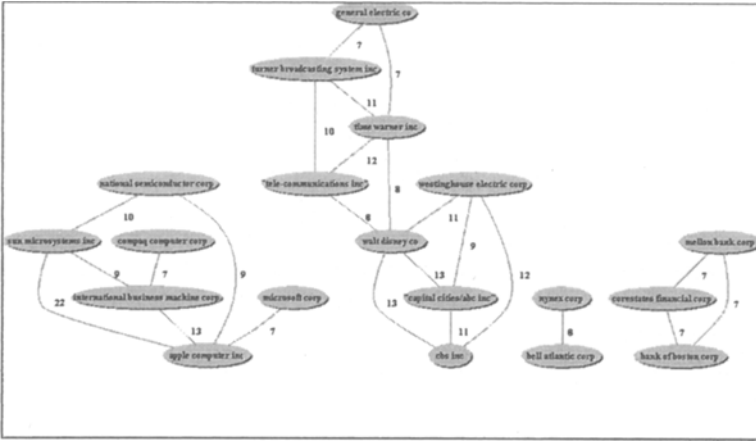 general electric co
7
turner broadcasting system inc
7
11
10
time warner inc
12
national semiconductor corp
"tele-communications inc"
8
westinghouse electric corp
10
6
11
sun microsystems inc
compaq computer corp
walt disney co
9
mellon bank corp
9
7
9
13
12
7
22
international business machine corp
microsoft corp
13
"capital cities/abc inc"
nynex corp
corestates financial corp
7
13
7
11
6
7
apple computer inc
cbs inc
bell atlantic corp
bank of boston corp